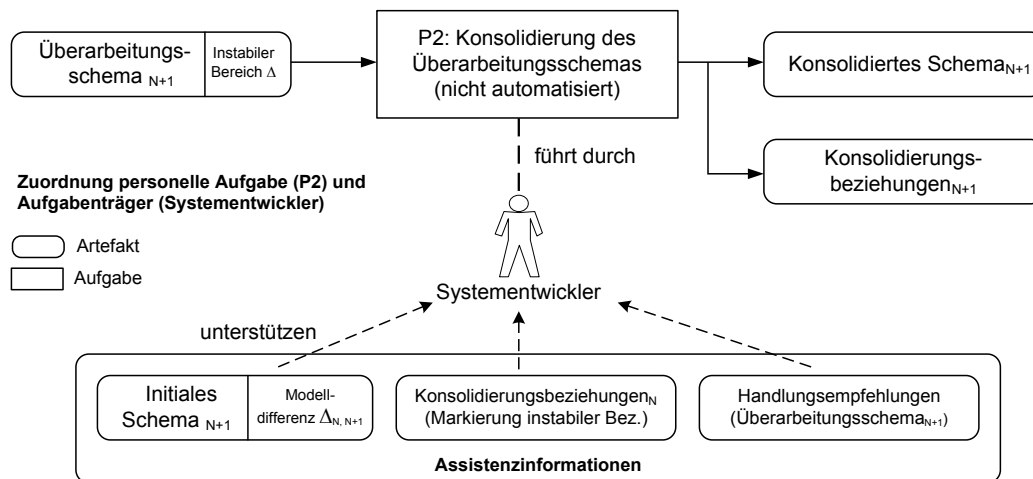 Überarbeitungs-
schema N+1
Instabiler
Bereich Δ
P2: Konsolidierung des
Überarbeitungsschemas
(nicht automatisiert)
Konsolidiertes SchemaN+1
Konsolidierungs-
beziehungenN+1
führt durch
Zuordnung personelle Aufgabe (P2) und
Aufgabenträger (Systementwickler)
Artefakt
Aufgabe
Systementwickler
unterstützen
Initiales
Schema N+1
Modell-
differenz ΔN, N+1
KonsolidierungsbeziehungenN
(Markierung instabiler Bez.)
Handlungsempfehlungen
(ÜberarbeitungsschemaN+1)
Assistenzinformationen